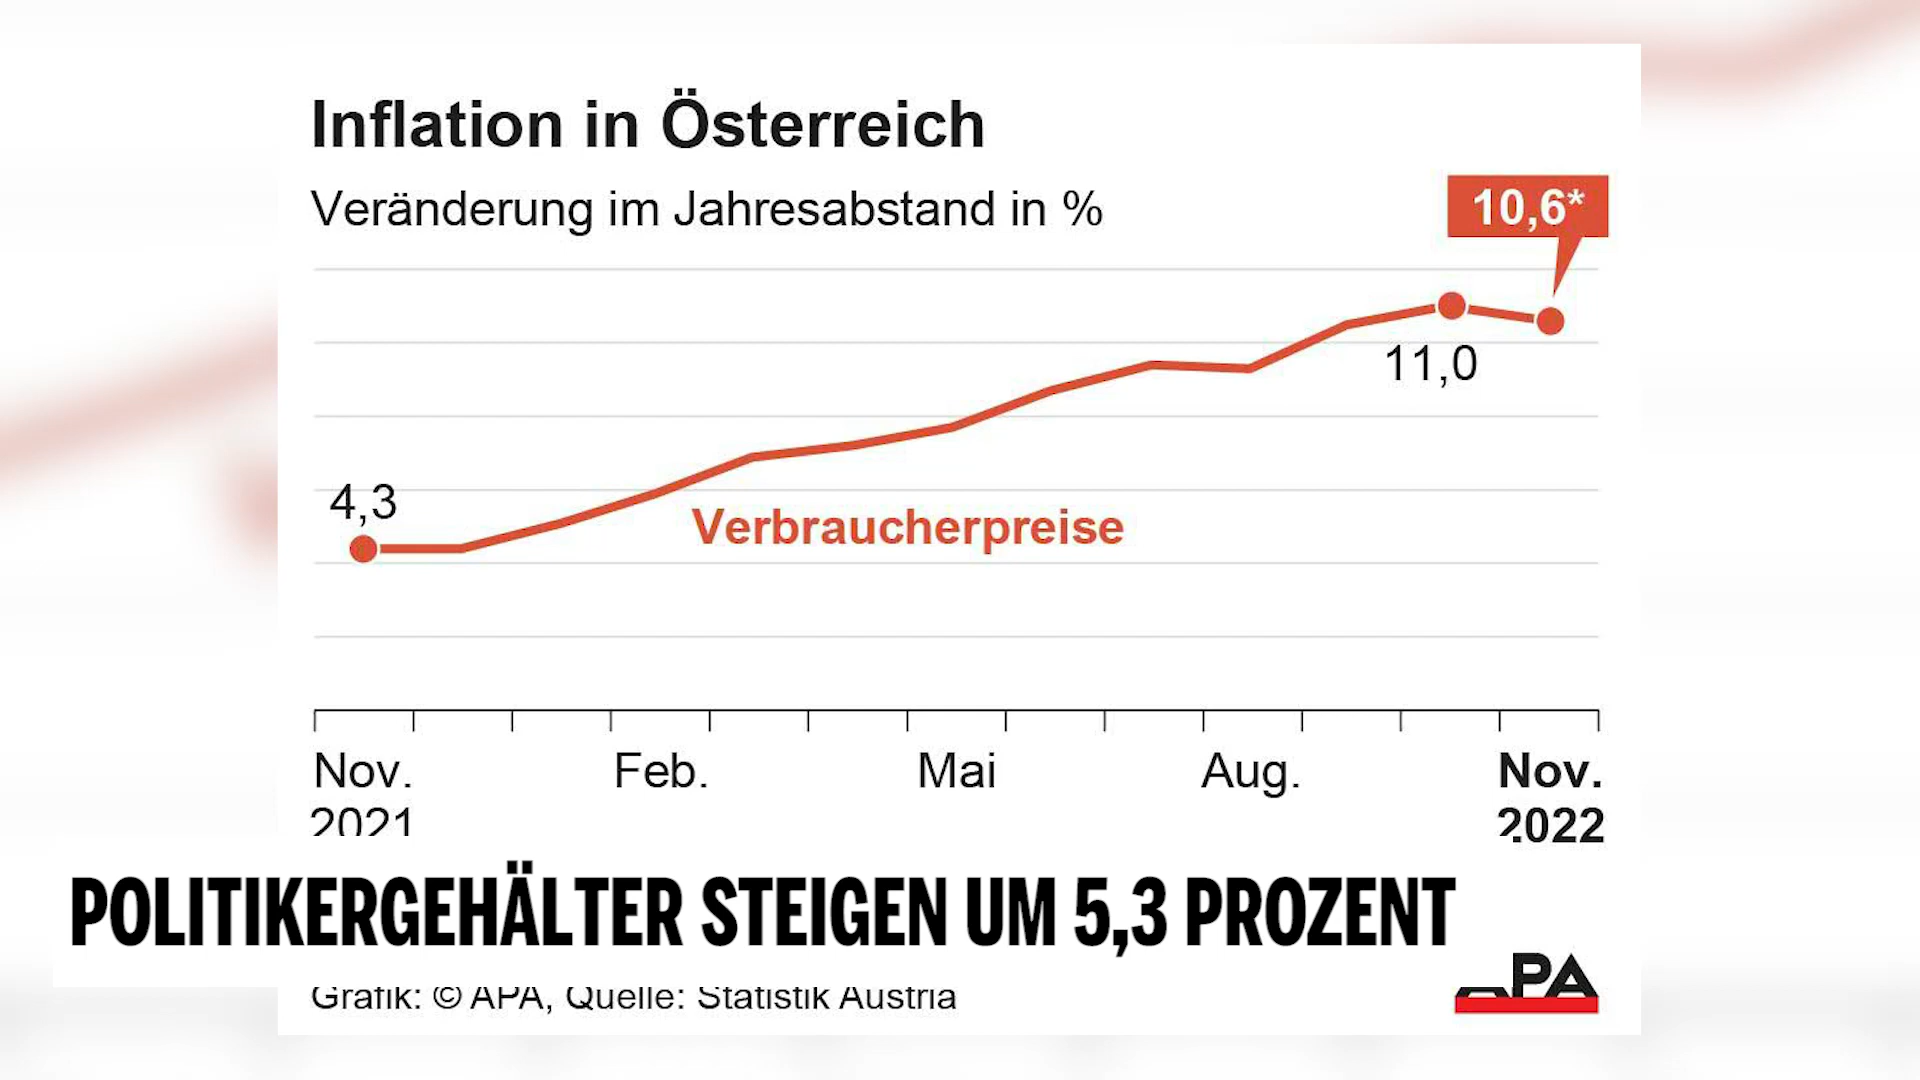 Inflation in Österreich
Veränderung im Jahresabstand in %
10,6*
11,0
4,3
Verbraucherpreise
Nov. Feb. Mai Aug. Nov.
2021 2022
POLITIKERGEHÄLTER STEIGEN UM 5,3 PROZENT
Grafik: © APA, Quelle: Statistik Austria
APA